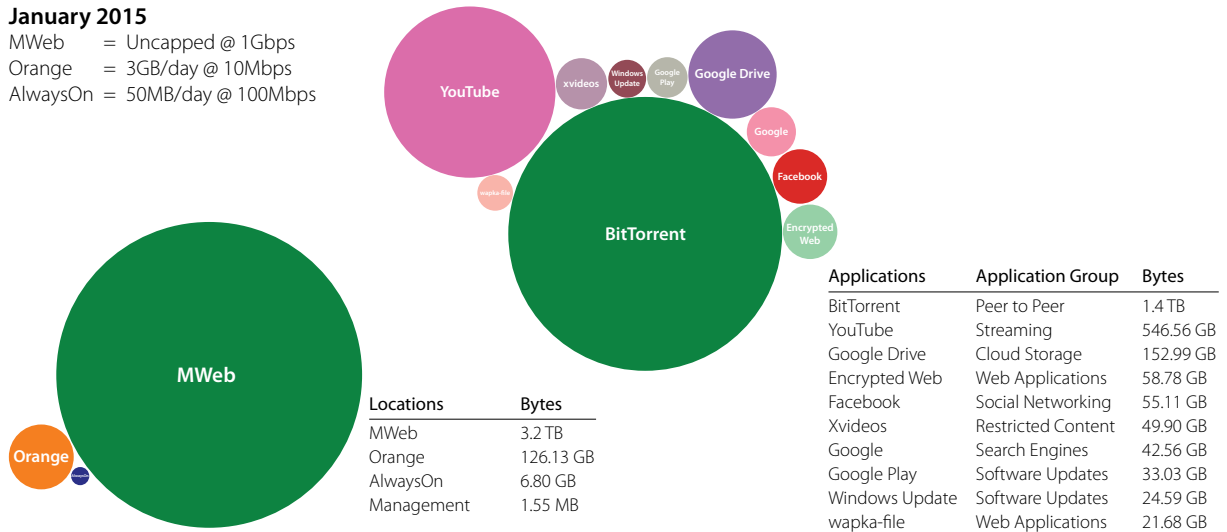 January 2015
MWeb = Uncapped @ 1Gbps
Orange = 3GB/day @ 10Mbps
AlwaysOn = 50MB/day @ 100Mbps
YouTube
xvideos
Windows
Update
Google
Play
Google Drive
Google
Facebook
wapka-file
BitTorrent
Encrypted
Web
MWeb
Orange
AlwaysOn
Locations Bytes
MWeb 3.2 TB
Orange 126.13 GB
AlwaysOn 6.80 GB
Management 1.55 MB
Applications Application Group Bytes
BitTorrent Peer to Peer 1.4 TB
YouTube Streaming 546.56 GB
Google Drive Cloud Storage 152.99 GB
Encrypted Web Web Applications 58.78 GB
Facebook Social Networking 55.11 GB
Xvideos Restricted Content 49.90 GB
Google Search Engines 42.56 GB
Google Play Software Updates 33.03 GB
Windows Update Software Updates 24.59 GB
wapka-file Web Applications 21.68 GB